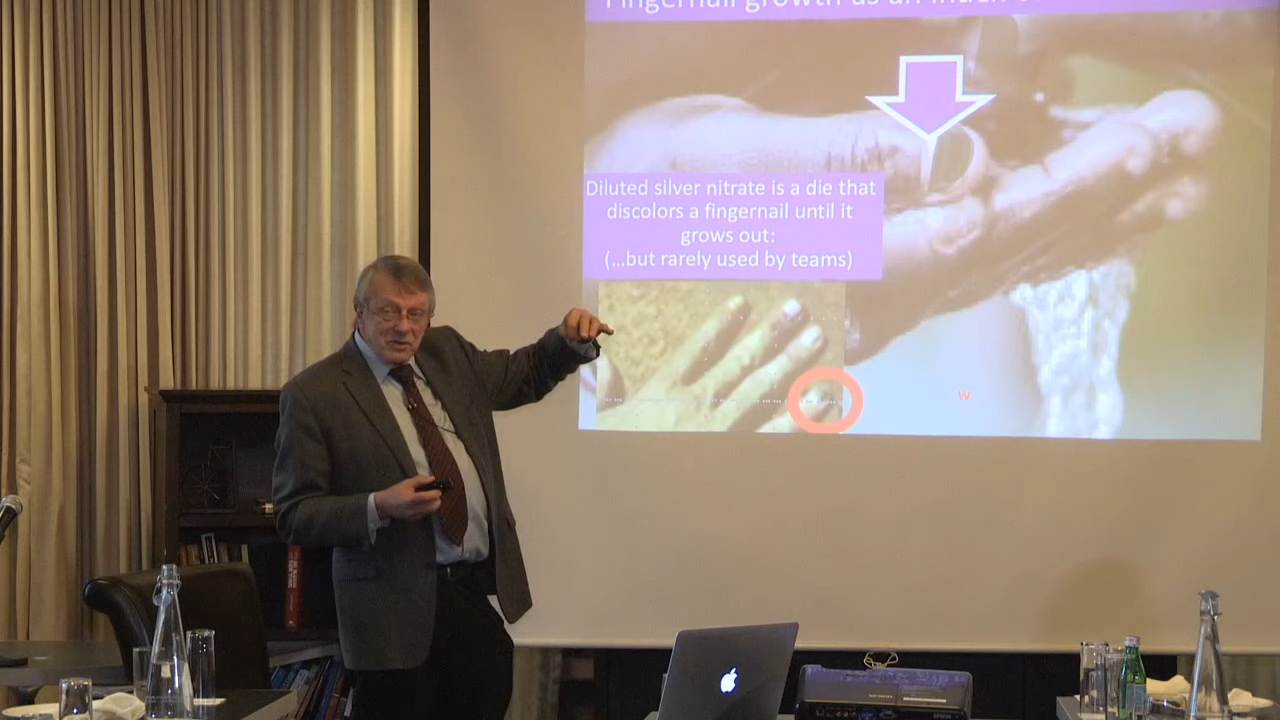 Fingernail growth as an
Diluted silver nitrate is a die that
discolors a fingernail until it
grows out:
(...but rarely used by teams)
W